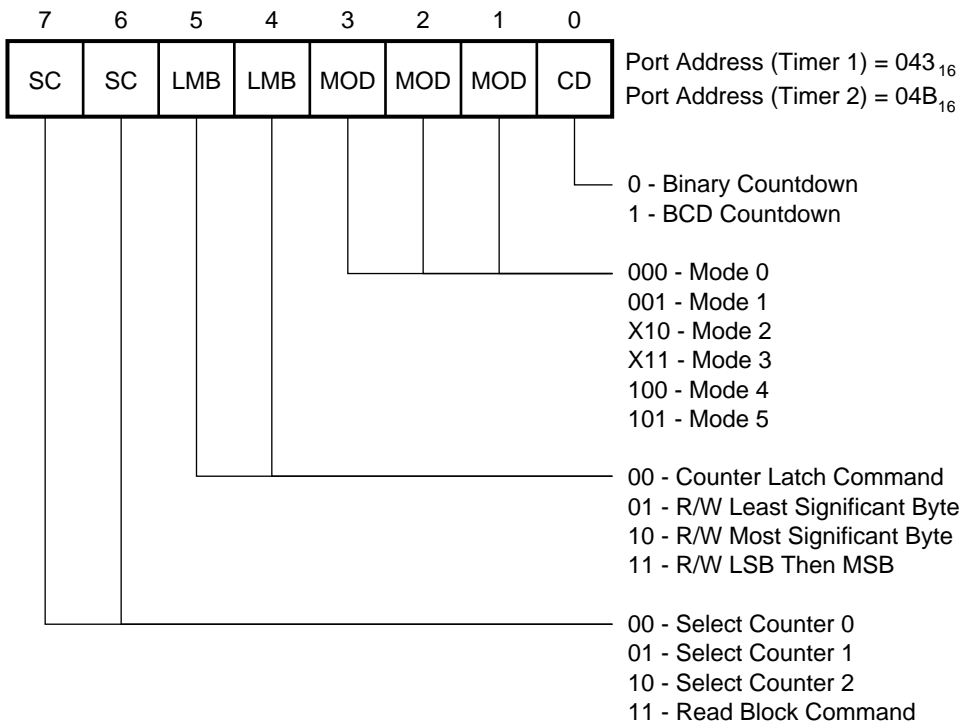 7 6 5 4 3 2 1 0
SC SC LMB LMB MOD MOD MOD CD
Port Address (Timer 1) = 043₁₆
Port Address (Timer 2) = 04B₁₆
0 - Binary Countdown
1 - BCD Countdown
000 - Mode 0
001 - Mode 1
X10 - Mode 2
X11 - Mode 3
100 - Mode 4
101 - Mode 5
00 - Counter Latch Command
01 - R/W Least Significant Byte
10 - R/W Most Significant Byte
11 - R/W LSB Then MSB
00 - Select Counter 0
01 - Select Counter 1
10 - Select Counter 2
11 - Read Block Command